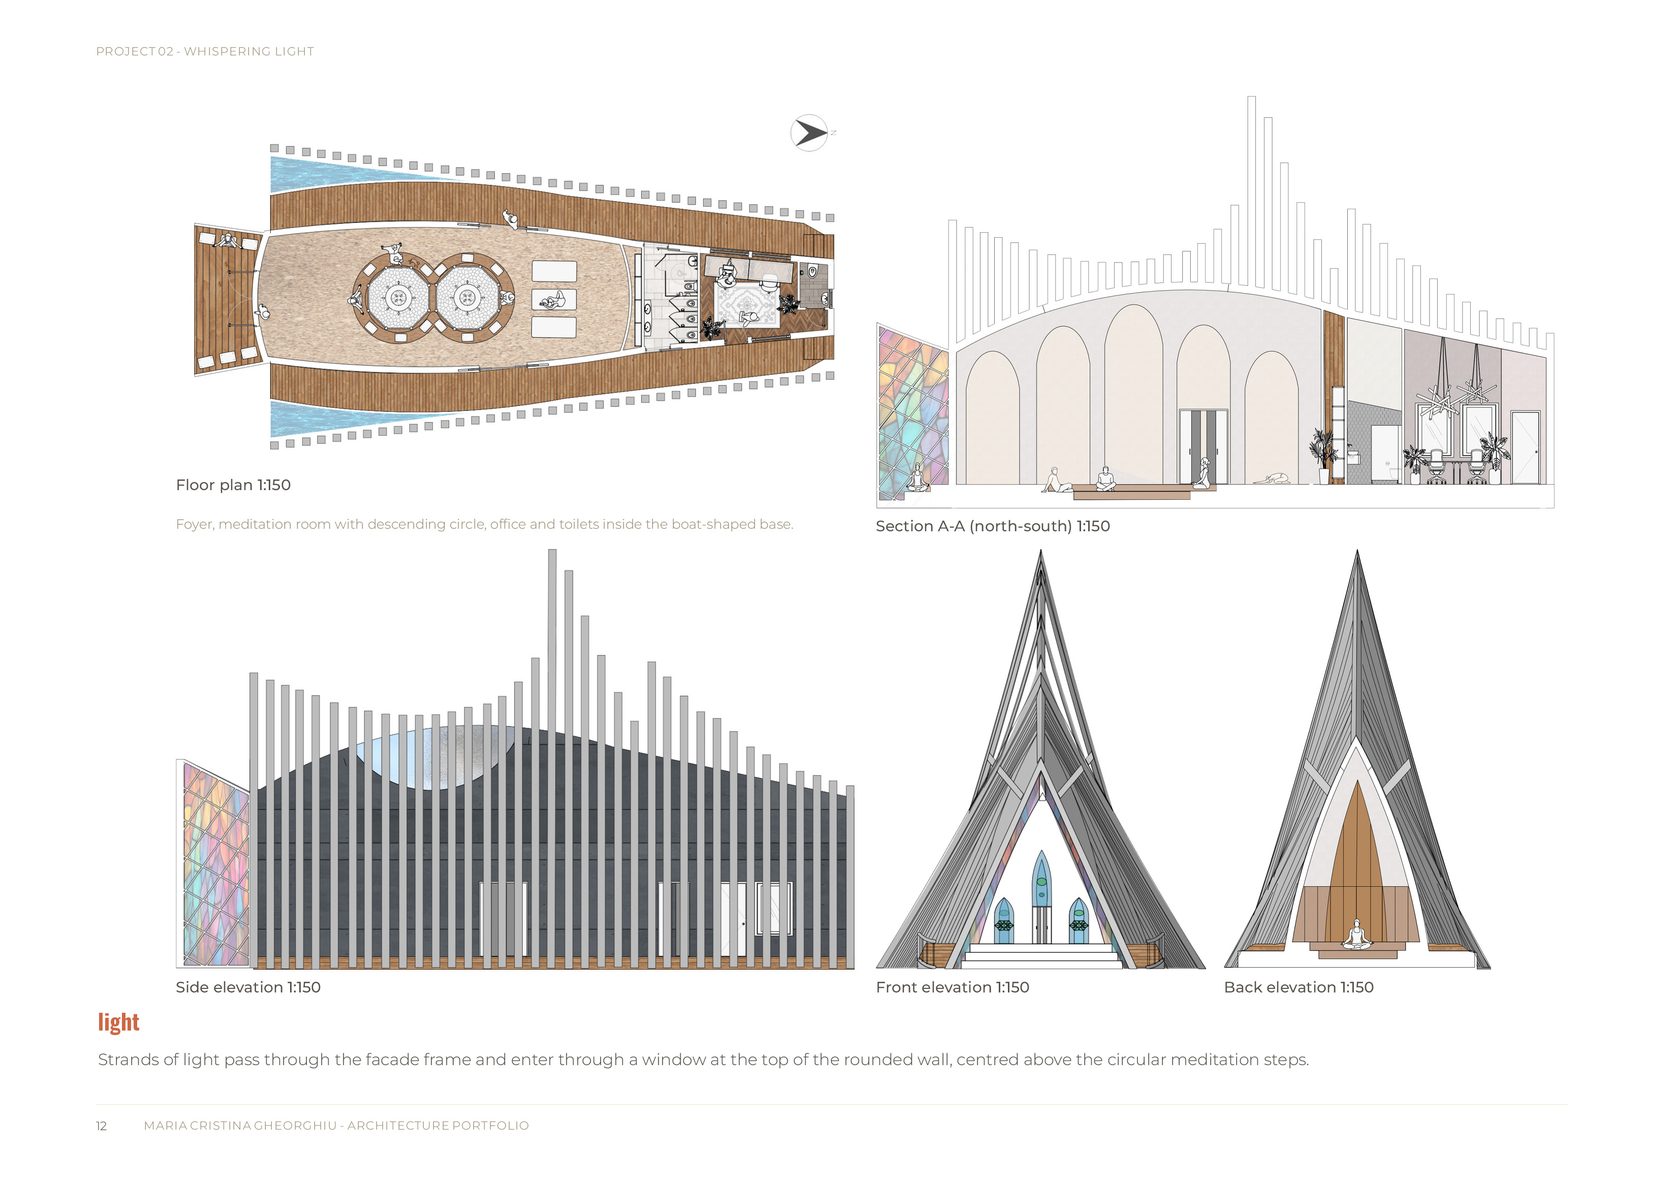 PROJECT 02 - WHISPERING LIGHT
N
Floor plan 1:150
Foyer, meditation room with descending circle, office and toilets inside the boat-shaped base.
Section A-A (north-south) 1:150
Side elevation 1:150
Front elevation 1:150
Back elevation 1:150
light
Strands of light pass through the facade frame and enter through a window at the top of the rounded wall, centred above the circular meditation steps.
12
MARIA CRISTINA GHEORGHIU - ARCHITECTURE PORTFOLIO